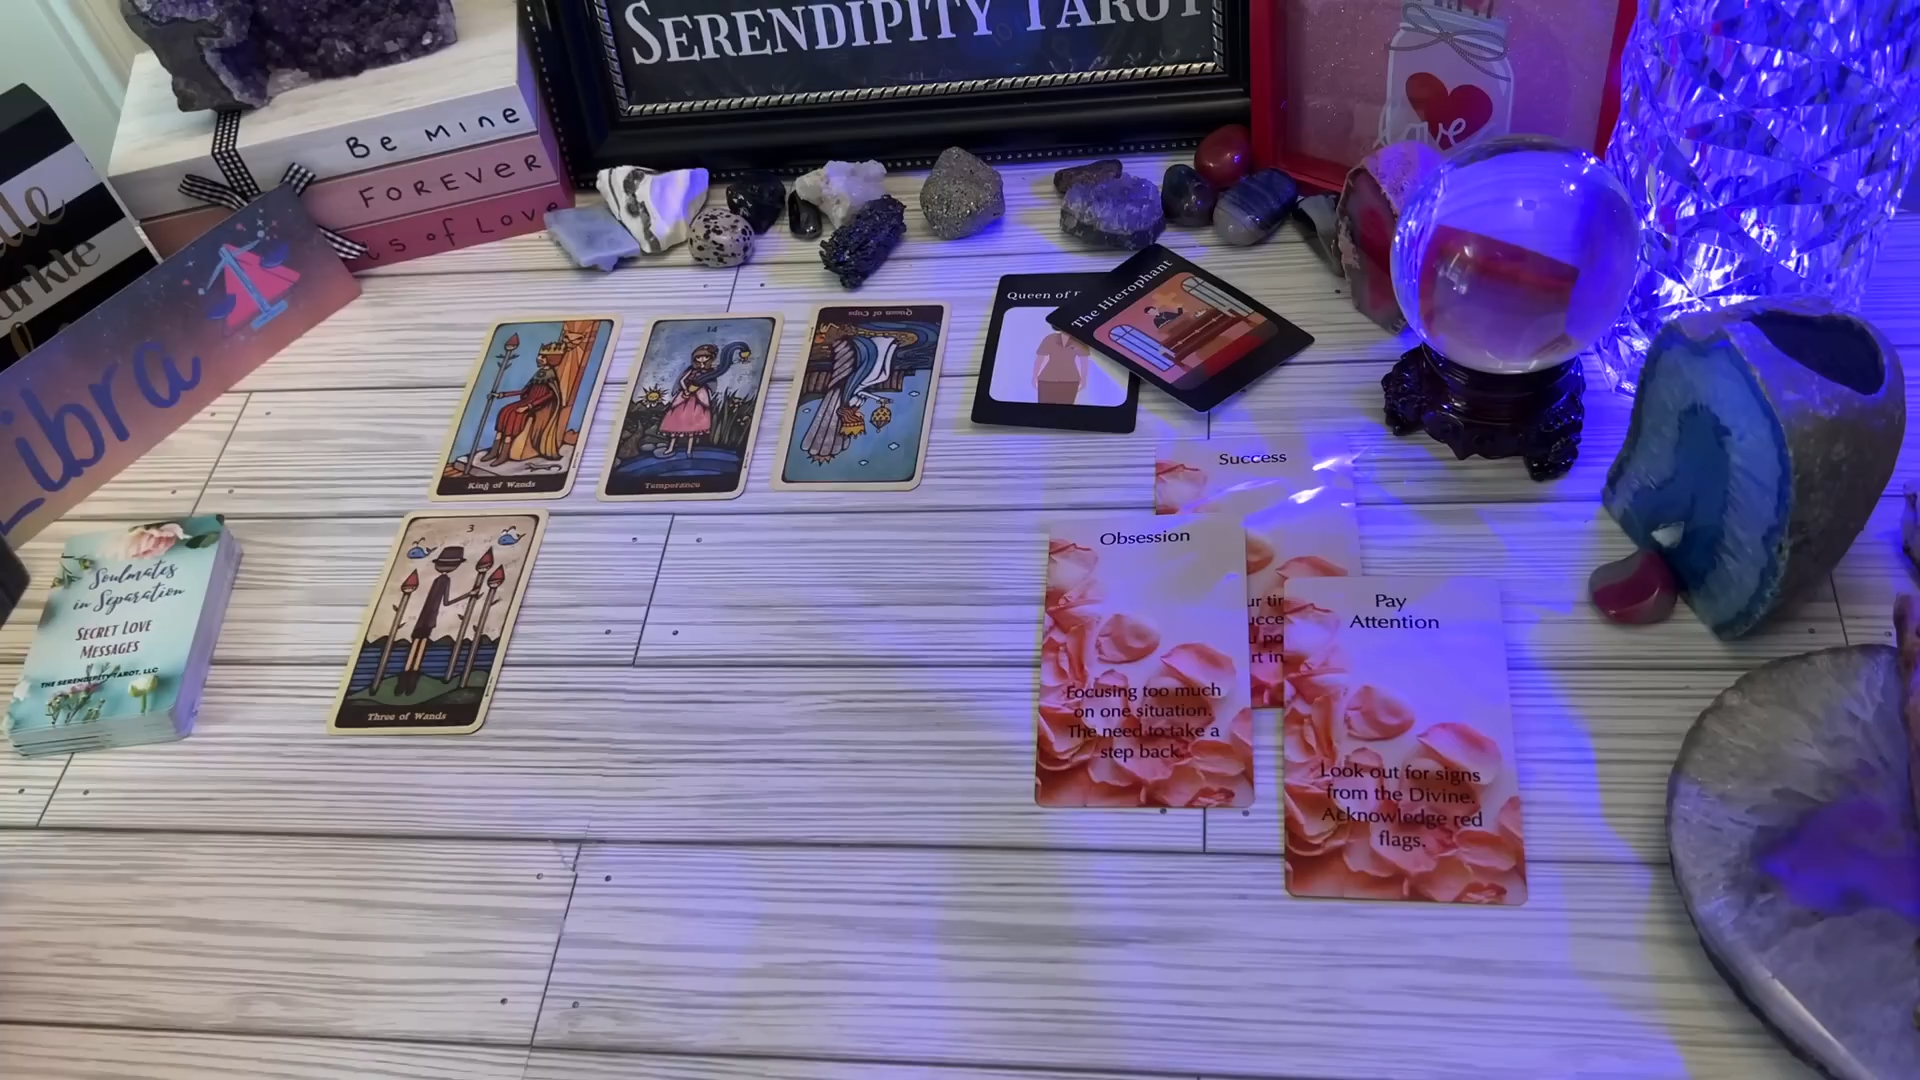 SERENDIPITY TAROT
Be mine
FOREVER
of Love
love
Libra
Queen of
The Hierophant
King of Wands
14
Temperance
Queen of Cups
3
Three of Wands
Soulmates
in Separation
SECRET LOVE
MESSAGES
THE SERENDIPITY TAROT, LLC
Success
Obsession
Focusing too much
on one situation.
The need to take a
step back.
Pay
Attention
Look out for signs
from the Divine.
Acknowledge red
flags.